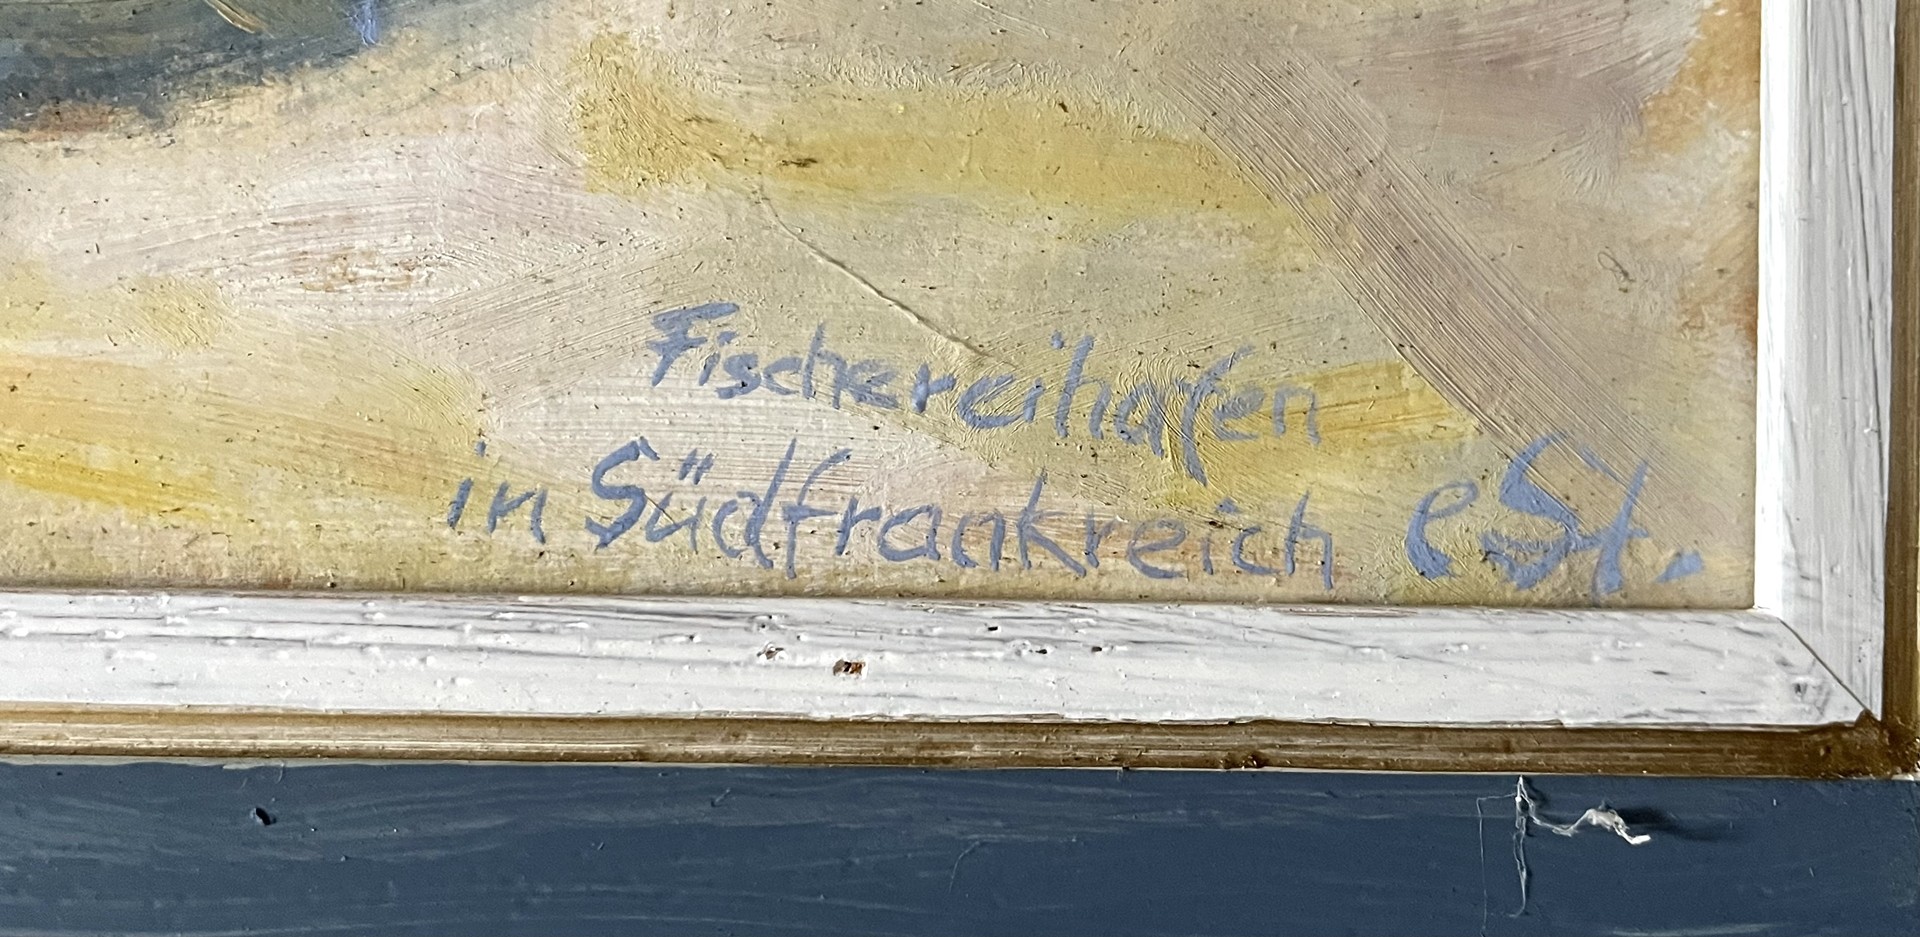 Fischereihafen
in Südfrankreich eSt.